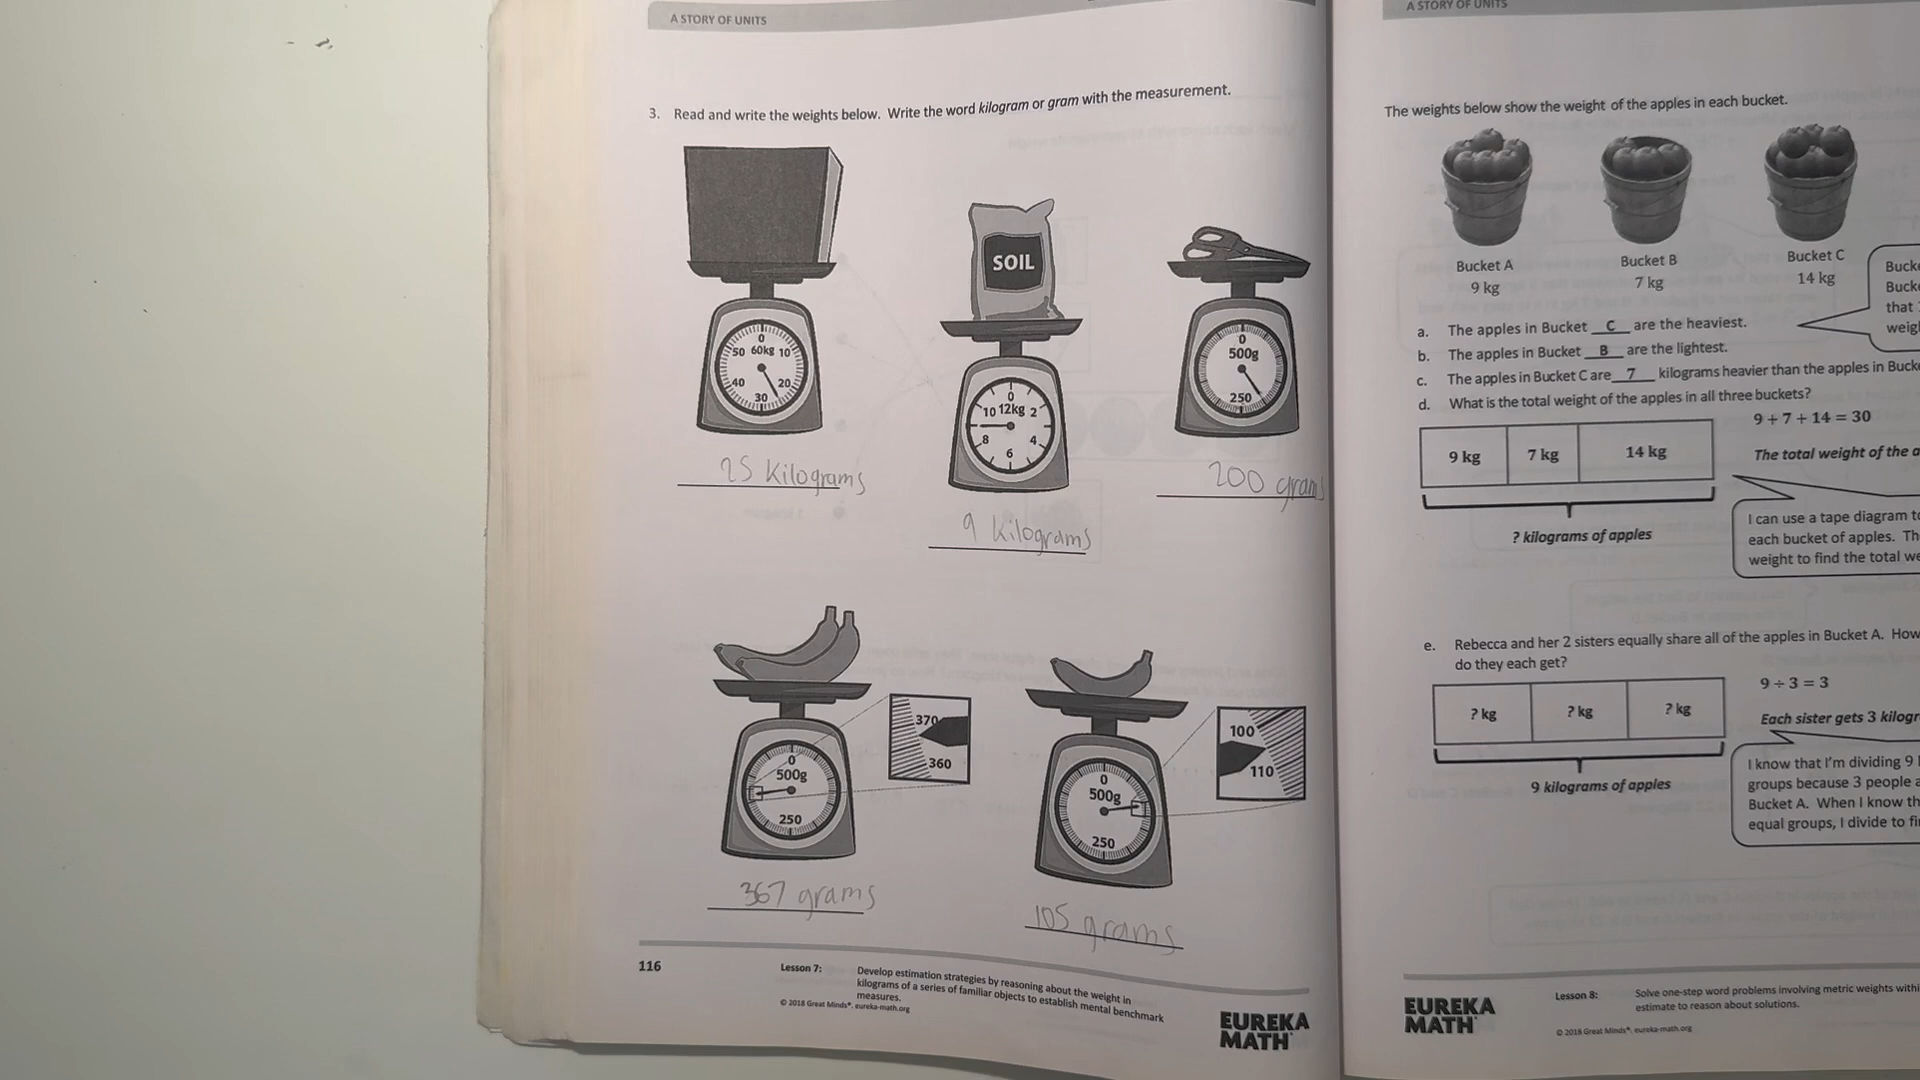 A STORY OF UNITS
3. Read and write the weights below. Write the word kilogram or gram with the measurement.
SOIL
0
50 60kg 10
40 20
30
0
10 12kg 2
8 4
6
0
500g
250
25 Kilograms
9 kilograms
200 grams
370
360
0
500g
250
100
110
0
500g
250
367 grams
105 grams
116
Lesson 7: Develop estimation strategies by reasoning about the weight in
kilograms of a series of familiar objects to establish mental benchmark
measures.
© 2018 Great Minds®. eureka-math.org
EUREKA
MATH
A STORY OF UNITS
The weights below show the weight of the apples in each bucket.
Bucket A
9 kg
Bucket B
7 kg
Bucket C
14 kg
that
a. The apples in Bucket C are the heaviest.
b. The apples in Bucket B are the lightest.
c. The apples in Bucket C are 7 kilograms heavier than the apples in
d. What is the total weight of the apples in all three buckets?
9 + 7 + 14 = 30
9 kg 7 kg 14 kg
The total weight of the
? kilograms of apples
I can use a tape diagram
each bucket of apples.
weight to find the total
e. Rebecca and her 2 sisters equally share all of the apples in Bucket A. How
do they each get?
9 ÷ 3 = 3
? kg ? kg ? kg
Each sister gets 3
9 kilograms of apples
I know that I'm dividing 9
groups because 3 people
Bucket A. When I know
equal groups, I divide to
Lesson 8: Solve one-step word problems involving metric weights
estimate to reason about solutions.
© 2018 Great Minds®. eureka-math.org
EUREKA
MATH